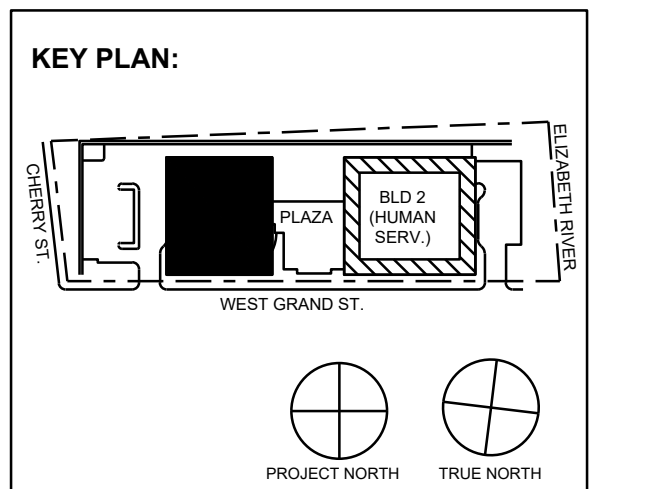 KEY PLAN:
CHERRY ST.
PLAZA
BLD 2
(HUMAN
SERV.)
ELIZABETH RIVER
WEST GRAND ST.
PROJECT NORTH
TRUE NORTH